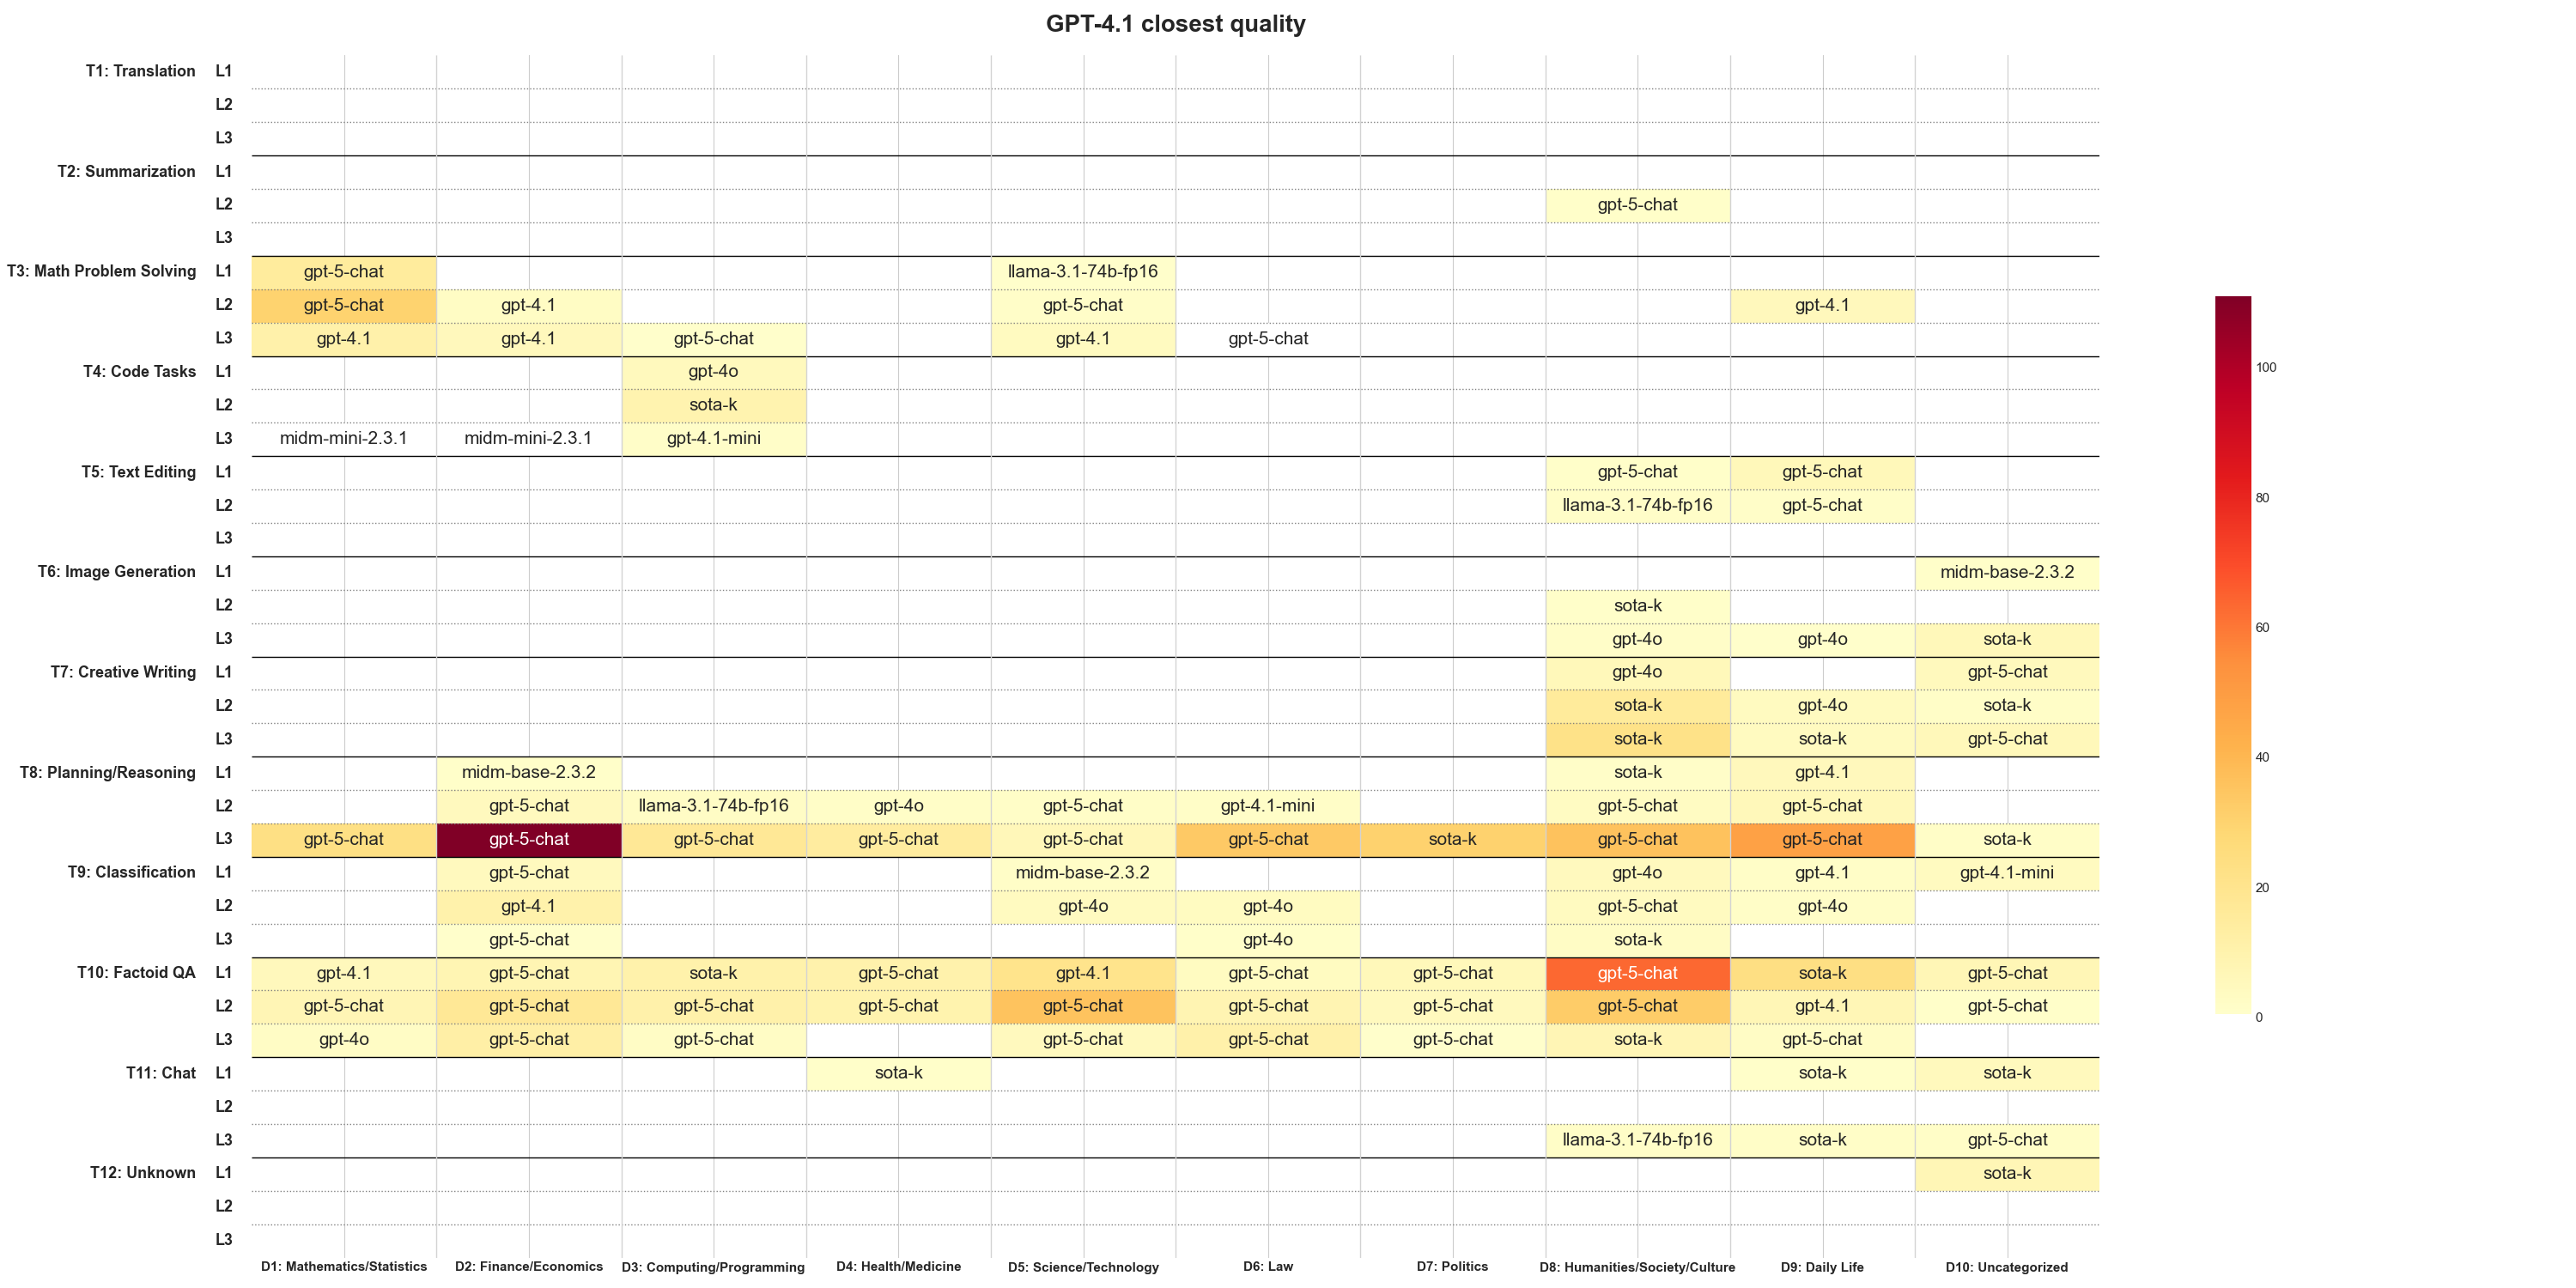 GPT-4.1 closest quality
T1: Translation L1
L2
L3
T2: Summarization L1
L2 gpt-5-chat
L3
T3: Math Problem Solving L1 gpt-5-chat llama-3.1-74b-fp16
L2 gpt-5-chat gpt-4.1 gpt-5-chat gpt-4.1
L3 gpt-4.1 gpt-4.1 gpt-5-chat gpt-4.1 gpt-5-chat
T4: Code Tasks L1 gpt-4o
L2 sota-k
L3 midm-mini-2.3.1 midm-mini-2.3.1 gpt-4.1-mini
T5: Text Editing L1 gpt-5-chat gpt-5-chat
L2 llama-3.1-74b-fp16 gpt-5-chat
L3
T6: Image Generation L1 midm-base-2.3.2
L2 sota-k
L3 gpt-4o gpt-4o sota-k
T7: Creative Writing L1 gpt-4o gpt-5-chat
L2 sota-k gpt-4o sota-k
L3 sota-k sota-k gpt-5-chat
T8: Planning/Reasoning L1 midm-base-2.3.2 sota-k gpt-4.1
L2 gpt-5-chat llama-3.1-74b-fp16 gpt-4o gpt-5-chat gpt-4.1-mini gpt-5-chat gpt-5-chat
L3 gpt-5-chat gpt-5-chat gpt-5-chat gpt-5-chat gpt-5-chat gpt-5-chat sota-k gpt-5-chat gpt-5-chat sota-k
T9: Classification L1 gpt-5-chat midm-base-2.3.2 gpt-4o gpt-4.1 gpt-4.1-mini
L2 gpt-4.1 gpt-4o gpt-4o gpt-5-chat gpt-4o
L3 gpt-5-chat gpt-4o sota-k
T10: Factoid QA L1 gpt-4.1 gpt-5-chat sota-k gpt-5-chat gpt-4.1 gpt-5-chat gpt-5-chat gpt-5-chat sota-k gpt-5-chat
L2 gpt-5-chat gpt-5-chat gpt-5-chat gpt-5-chat gpt-5-chat gpt-5-chat gpt-5-chat gpt-5-chat gpt-4.1 gpt-5-chat
L3 gpt-4o gpt-5-chat gpt-5-chat gpt-5-chat gpt-5-chat gpt-5-chat sota-k gpt-5-chat
T11: Chat L1 sota-k sota-k sota-k
L2
L3 llama-3.1-74b-fp16 sota-k gpt-5-chat
T12: Unknown L1 sota-k
L2
L3
D1: Mathematics/Statistics D2: Finance/Economics D3: Computing/Programming D4: Health/Medicine D5: Science/Technology D6: Law D7: Politics D8: Humanities/Society/Culture D9: Daily Life D10: Uncategorized
100
80
60
40
20
0